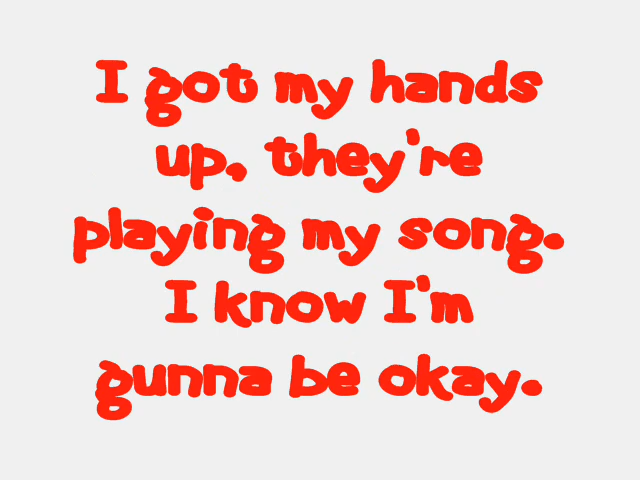 I got my hands
up, they're
playing my song.
I know I'm
gunna be okay.